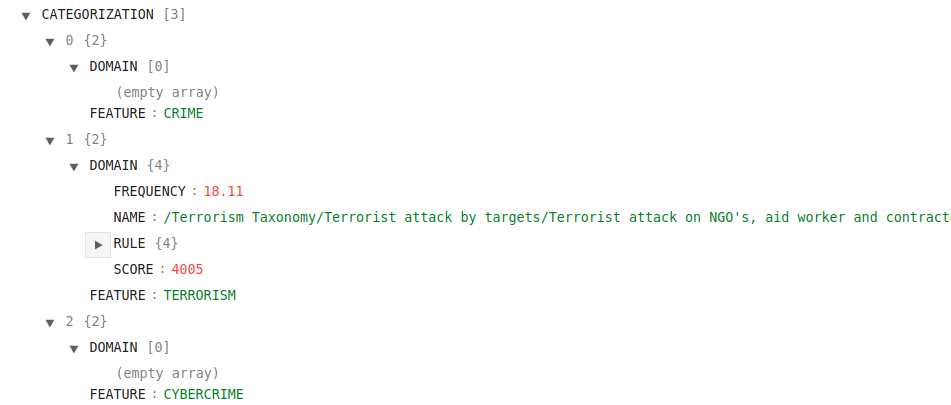 CATEGORIZATION [3]
0 {2}
DOMAIN [0]
(empty array)
FEATURE : CRIME
1 {2}
DOMAIN {4}
FREQUENCY : 18.11
NAME : /Terrorism Taxonomy/Terrorist attack by targets/Terrorist attack on NGO's, aid worker and contract
RULE {4}
SCORE : 4005
FEATURE : TERRORISM
2 {2}
DOMAIN [0]
(empty array)
FEATURE : CYBERCRIME